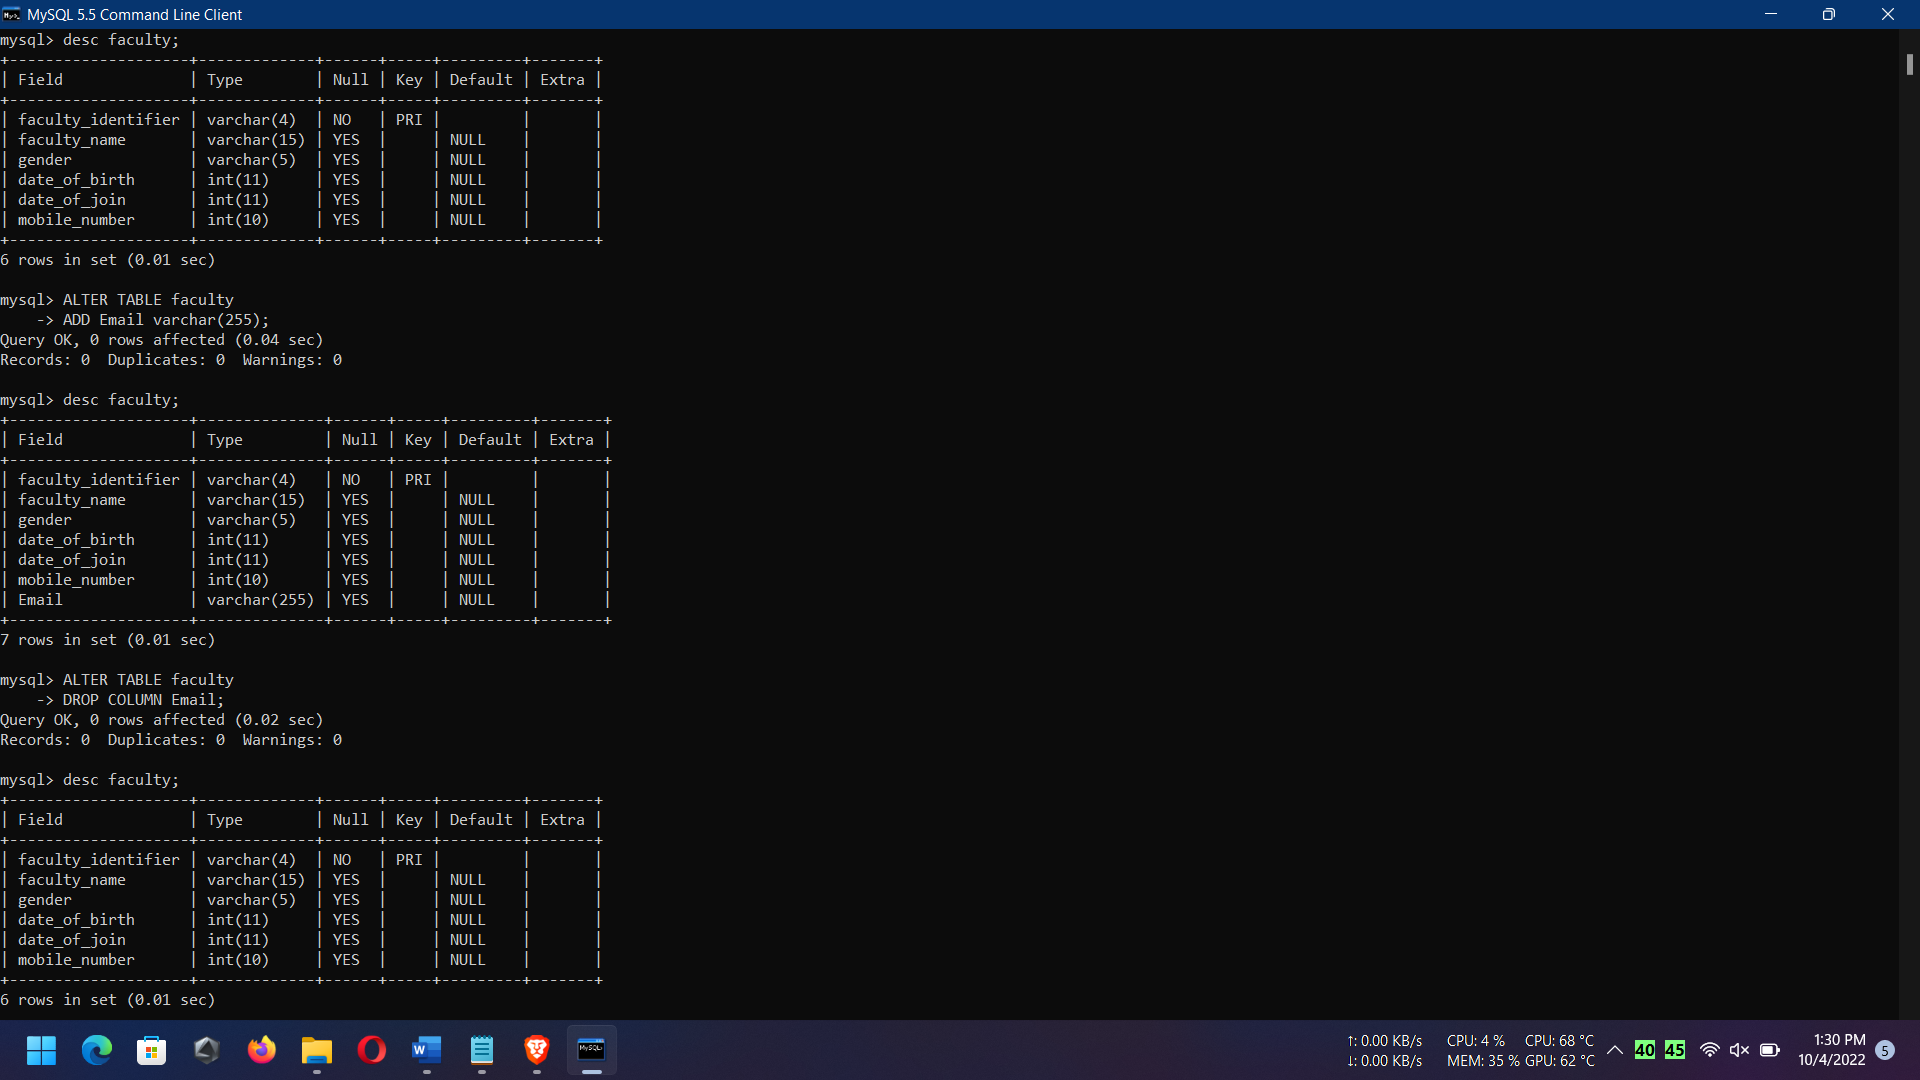 MySQL 5.5 Command Line Client
mysql> desc faculty;
+--------------------+-------------+------+-----+---------+-------+
| Field              | Type        | Null | Key | Default | Extra |
+--------------------+-------------+------+-----+---------+-------+
| faculty_identifier | varchar(4)  | NO   | PRI |         |       |
| faculty_name       | varchar(15) | YES  |     | NULL    |       |
| gender             | varchar(5)  | YES  |     | NULL    |       |
| date_of_birth      | int(11)     | YES  |     | NULL    |       |
| date_of_join       | int(11)     | YES  |     | NULL    |       |
| mobile_number      | int(10)     | YES  |     | NULL    |       |
+--------------------+-------------+------+-----+---------+-------+
6 rows in set (0.01 sec)
mysql> ALTER TABLE faculty
    -> ADD Email varchar(255);
Query OK, 0 rows affected (0.04 sec)
Records: 0  Duplicates: 0  Warnings: 0
mysql> desc faculty;
+--------------------+--------------+------+-----+---------+-------+
| Field              | Type         | Null | Key | Default | Extra |
+--------------------+--------------+------+-----+---------+-------+
| faculty_identifier | varchar(4)   | NO   | PRI |         |       |
| faculty_name       | varchar(15)  | YES  |     | NULL    |       |
| gender             | varchar(5)   | YES  |     | NULL    |       |
| date_of_birth      | int(11)      | YES  |     | NULL    |       |
| date_of_join       | int(11)      | YES  |     | NULL    |       |
| mobile_number      | int(10)      | YES  |     | NULL    |       |
| Email              | varchar(255) | YES  |     | NULL    |       |
+--------------------+--------------+------+-----+---------+-------+
7 rows in set (0.01 sec)
mysql> ALTER TABLE faculty
    -> DROP COLUMN Email;
Query OK, 0 rows affected (0.02 sec)
Records: 0  Duplicates: 0  Warnings: 0
mysql> desc faculty;
+--------------------+-------------+------+-----+---------+-------+
| Field              | Type        | Null | Key | Default | Extra |
+--------------------+-------------+------+-----+---------+-------+
| faculty_identifier | varchar(4)  | NO   | PRI |         |       |
| faculty_name       | varchar(15) | YES  |     | NULL    |       |
| gender             | varchar(5)  | YES  |     | NULL    |       |
| date_of_birth      | int(11)     | YES  |     | NULL    |       |
| date_of_join       | int(11)     | YES  |     | NULL    |       |
| mobile_number      | int(10)     | YES  |     | NULL    |       |
+--------------------+-------------+------+-----+---------+-------+
6 rows in set (0.01 sec)
↑: 0.00 KB/s CPU: 4 % CPU: 68 °C
↓: 0.00 KB/s MEM: 35 % GPU: 62 °C
40 45
1:30 PM
10/4/2022
5